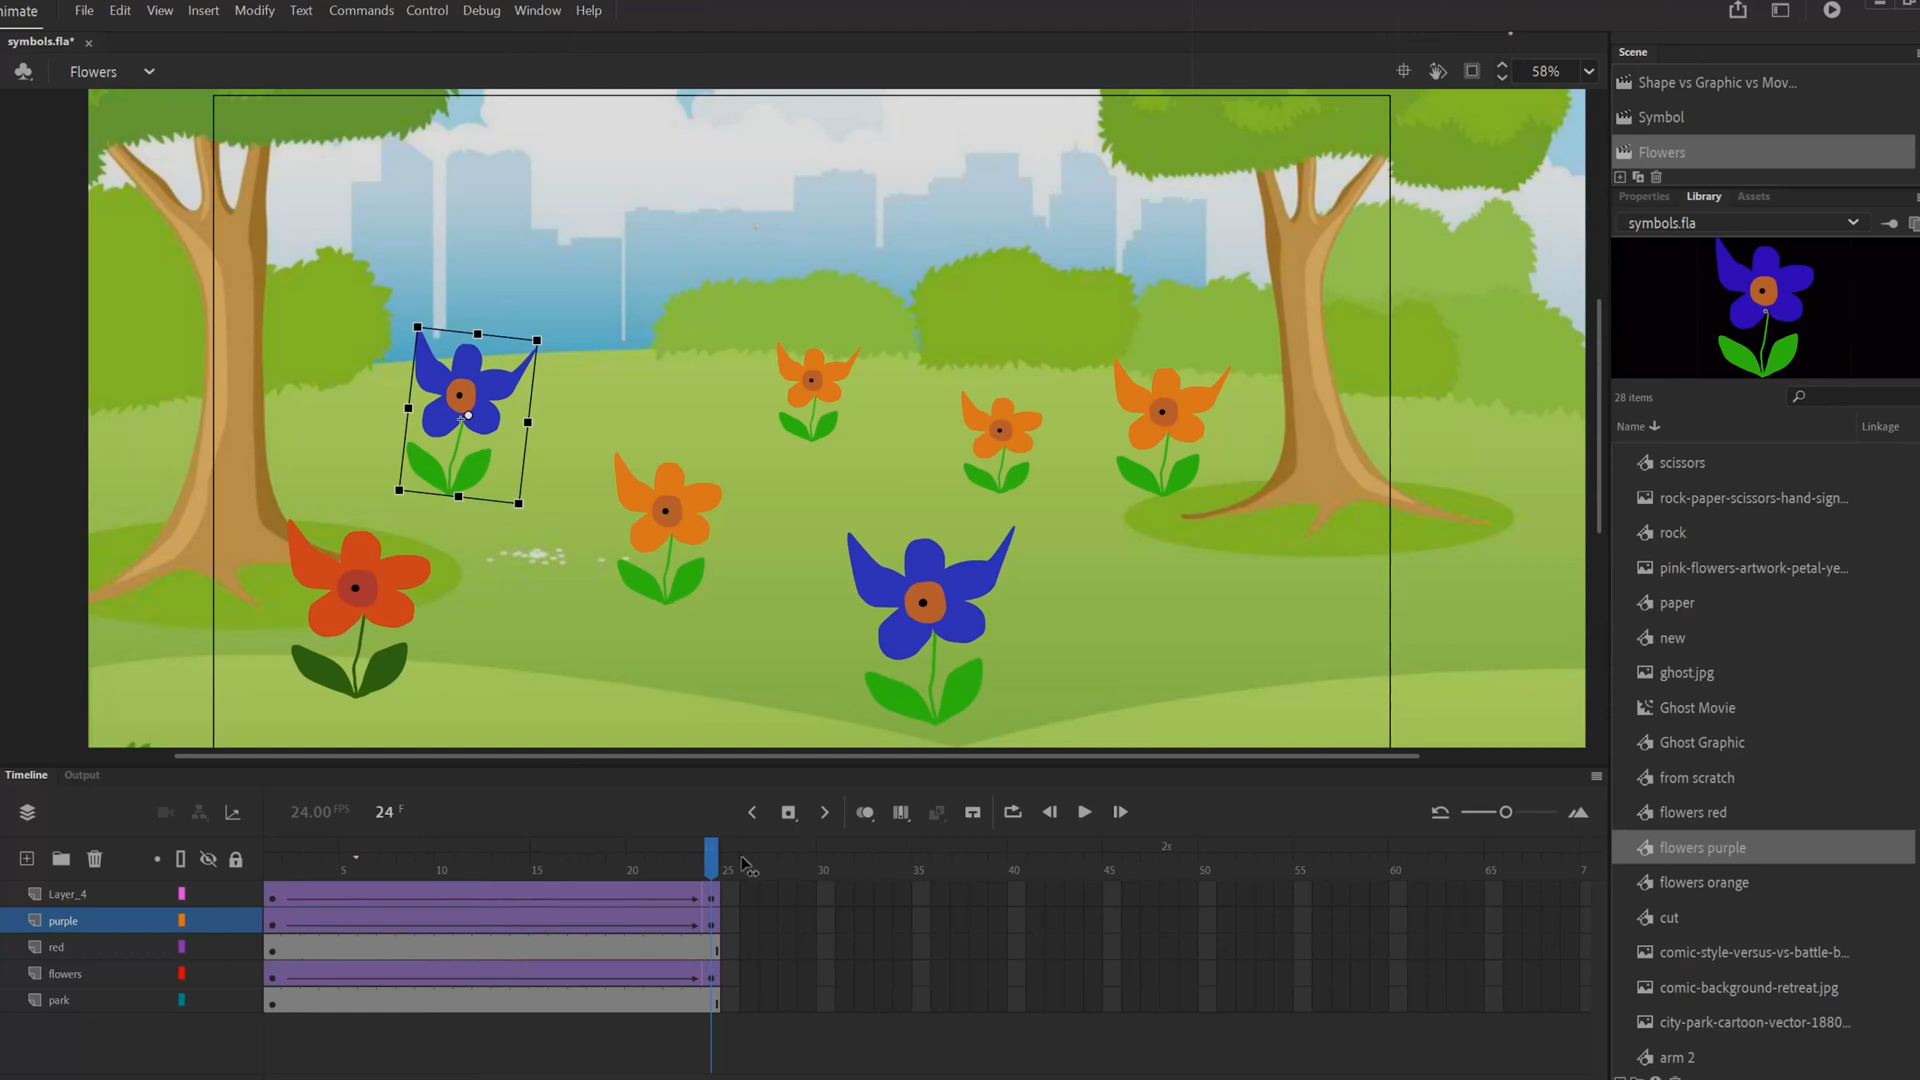 nimate
File Edit View Insert Modify Text Commands Control Debug Window Help
symbols.fla*
Flowers
58%
Scene
Shape vs Graphic vs Mov...
Symbol
Flowers
Properties Library Assets
symbols.fla
28 items
Name Linkage
scissors
rock-paper-scissors-hand-sign...
rock
pink-flowers-artwork-petal-ye...
paper
new
ghost.jpg
Ghost Movie
Ghost Graphic
from scratch
flowers red
flowers purple
flowers orange
cut
comic-style-versus-vs-battle-b...
comic-background-retreat.jpg
city-park-cartoon-vector-1880...
arm 2
Timeline Output
24.00 FPS 24 F
2s
5 10 15 20 25 30 35 40 45 50 55 60 65 7
Layer_4
purple
red
flowers
park